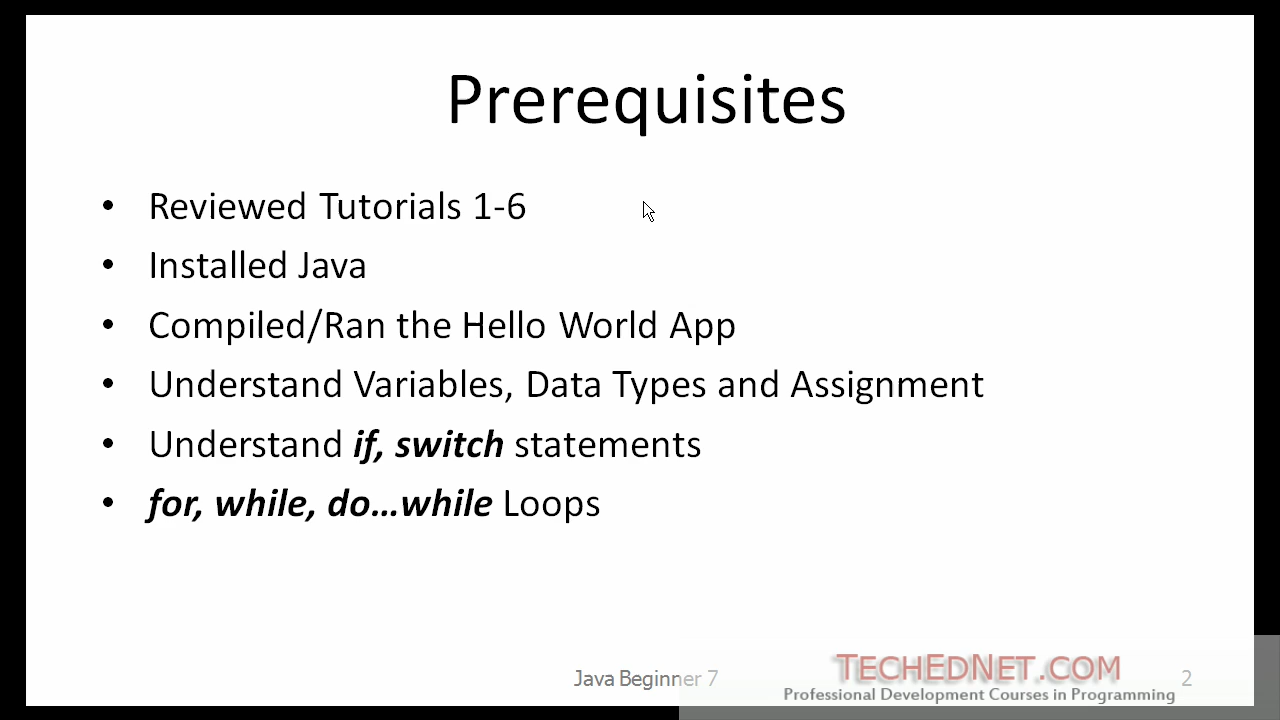 Prerequisites
• Reviewed Tutorials 1-6
• Installed Java
• Compiled/Ran the Hello World App
• Understand Variables, Data Types and Assignment
• Understand if, switch statements
• for, while, do...while Loops
Java Beginner 7
TECHEDNET.COM
Professional Development Courses in Programming
2